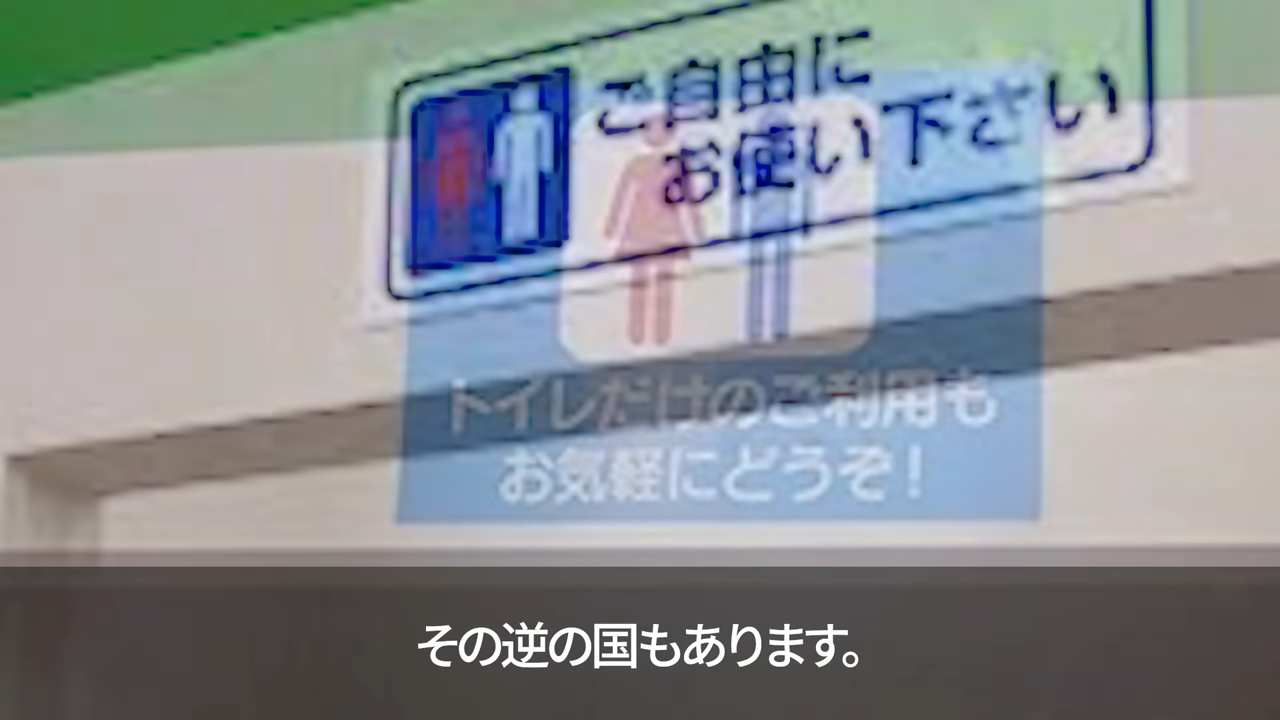 ご自由に
お使い下さい
トイレだけのご利用も
お気軽にどうぞ!
その逆の国もあります。